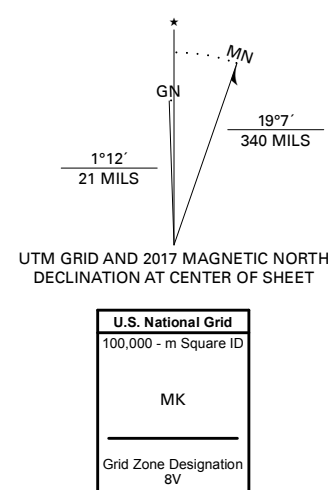 ★
MN
GN
19°7´
340 MILS
1°12´
21 MILS
UTM GRID AND 2017 MAGNETIC NORTH
DECLINATION AT CENTER OF SHEET
U.S. National Grid
100,000 - m Square ID
MK
Grid Zone Designation
8V